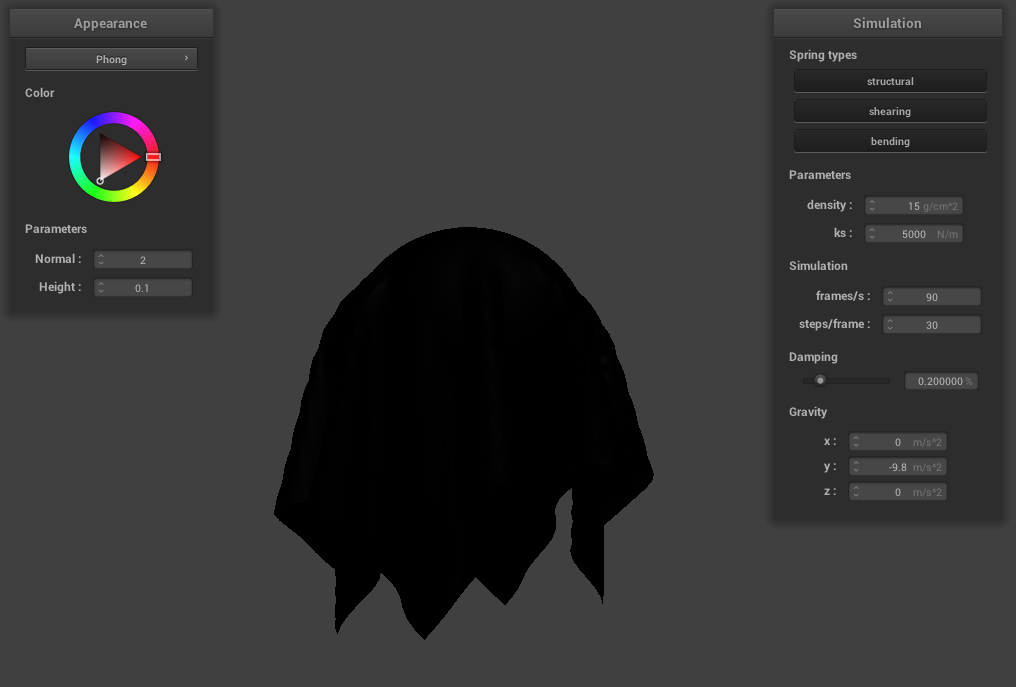 Appearance
Phong
Color
Parameters
Normal : 2
Height : 0.1
Simulation
Spring types
structural
shearing
bending
Parameters
density : 15 g/cm^2
ks : 5000 N/m
Simulation
frames/s : 90
steps/frame : 30
Damping
0.200000 %
Gravity
x : 0 m/s^2
y : -9.8 m/s^2
z : 0 m/s^2